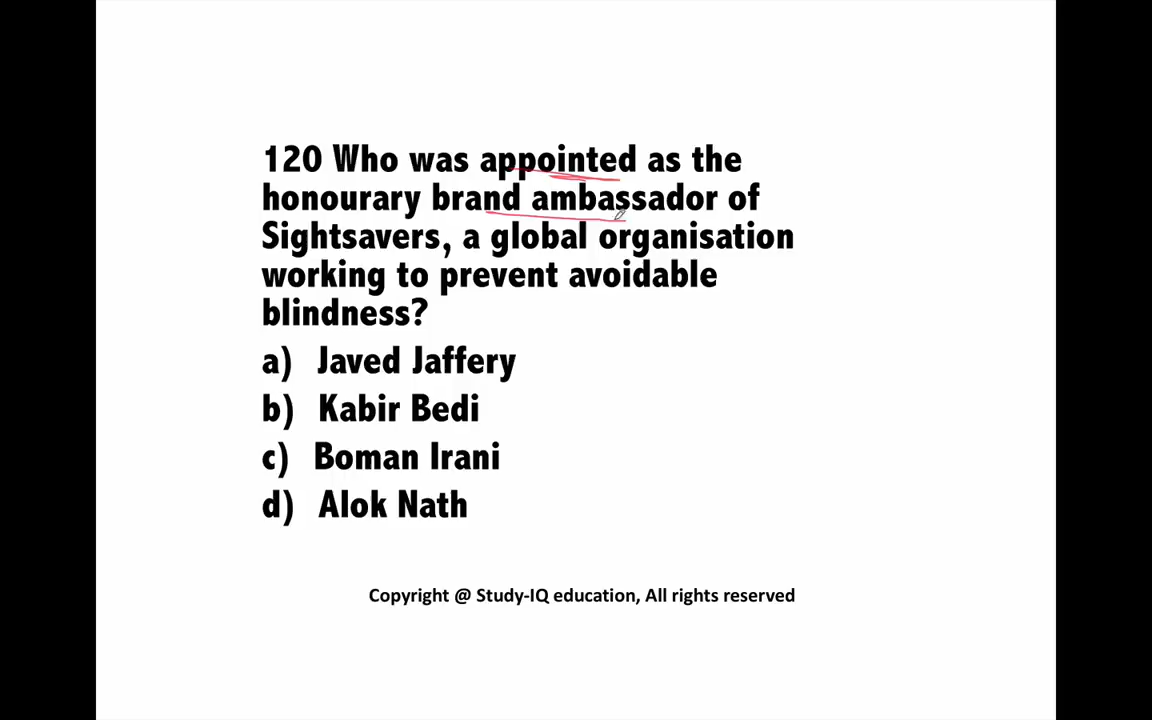 120 Who was appointed as the
honourary brand ambassador of
Sightsavers, a global organisation
working to prevent avoidable
blindness?
a) Javed Jaffery
b) Kabir Bedi
c) Boman Irani
d) Alok Nath
Copyright @ Study-IQ education, All rights reserved